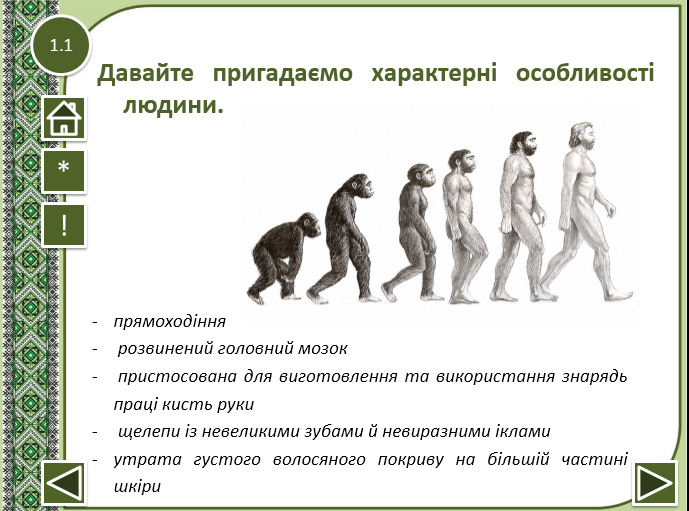 1.1
Давайте пригадаємо характерні особливості
людини.
*
!
- прямоходіння
- розвинений головний мозок
- пристосована для виготовлення та використання знарядь
праці кисть руки
- щелепи із невеликими зубами й невиразними іклами
- утрата густого волосяного покриву на більшій частині
шкіри